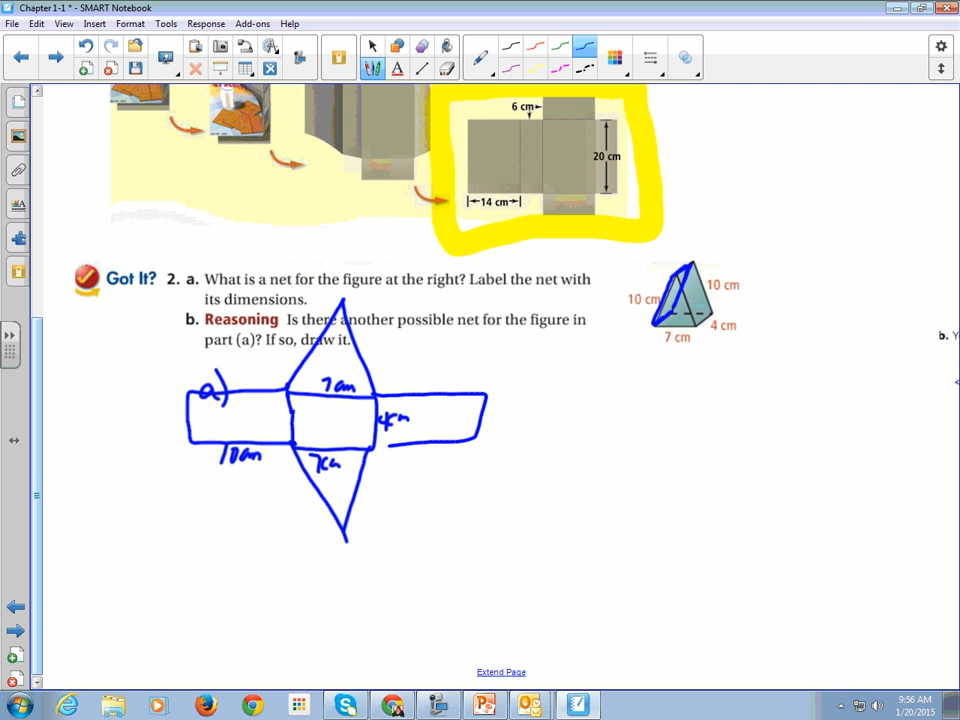 Chapter1-1 * - SMART Notebook
File Edit View Insert Format Tools Response Add-ons Help
6 cm
20 cm
14 cm
Got It? 2. a. What is a net for the figure at the right? Label the net with
its dimensions.
b. Reasoning Is there another possible net for the figure in
part (a)? If so, draw it.
10 cm
10 cm
4 cm
7 cm
b. Y
a)
7cm
4cm
10cm
7cm
Extend Page
9:56 AM
1/20/2015